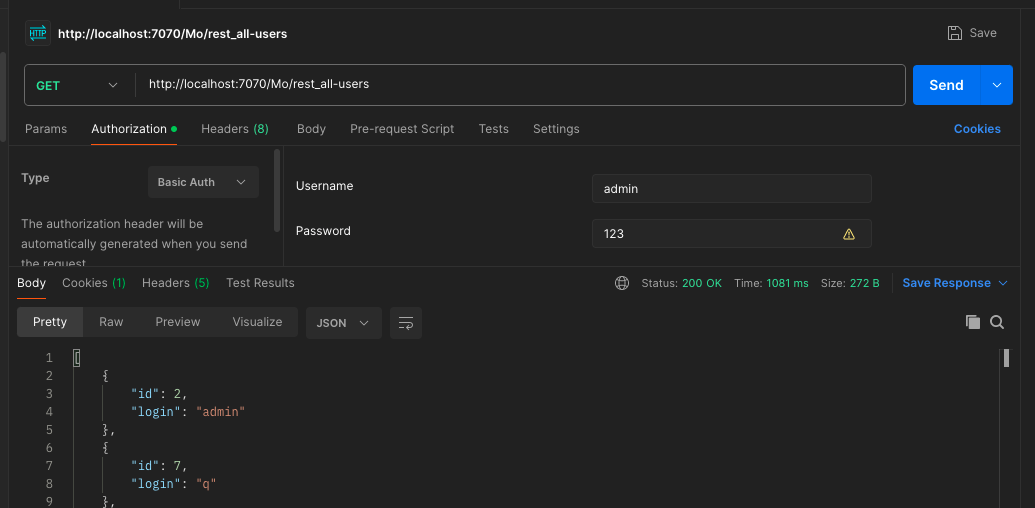 HTTP http://localhost:7070/Mo/rest_all-users Save
GET http://localhost:7070/Mo/rest_all-users Send
Params Authorization Headers (8) Body Pre-request Script Tests Settings Cookies
Type Basic Auth
The authorization header will be
automatically generated when you send
the request.
Username admin
Password 123
Body Cookies (1) Headers (5) Test Results Status: 200 OK Time: 1081 ms Size: 272 B Save Response
Pretty Raw Preview Visualize JSON
1 [
2 {
3 "id": 2,
4 "login": "admin"
5 },
6 {
7 "id": 7,
8 "login": "q"
9 },